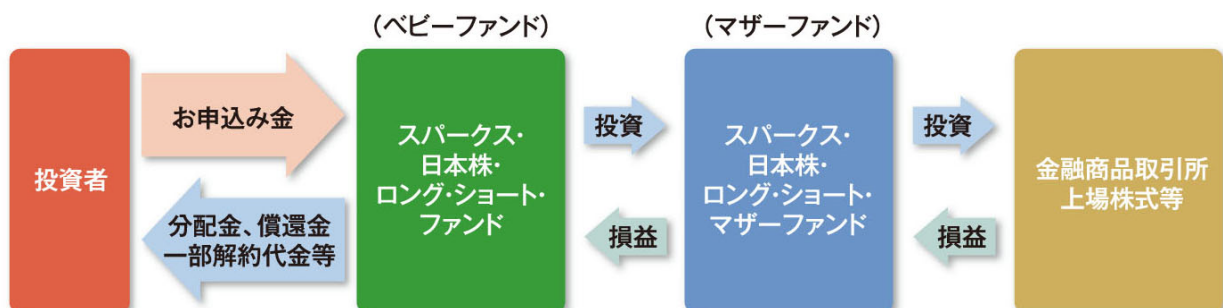 (ベビーファンド)
(マザーファンド)
投資者
お申込み金
分配金、償還金
一部解約代金等
スパークス・
日本株・
ロング・ショート・
ファンド
投資
損益
スパークス・
日本株・
ロング・ショート・
マザーファンド
投資
損益
金融商品取引所
上場株式等